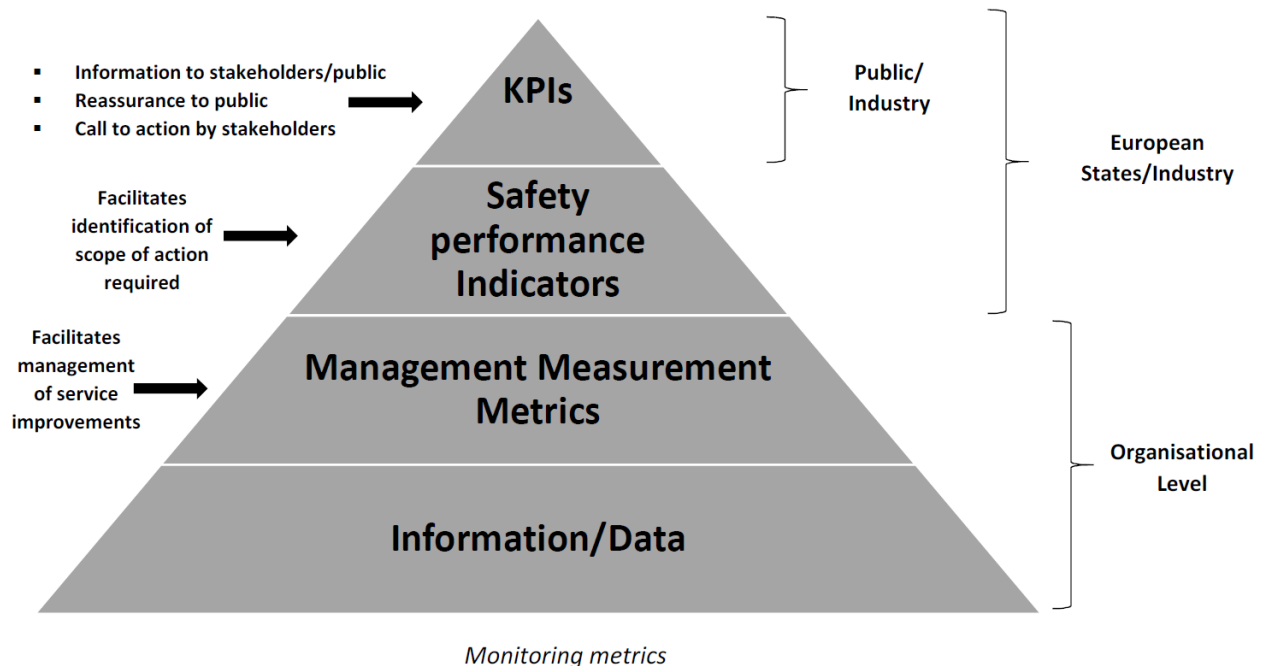 ▪ Information to stakeholders/public
▪ Reassurance to public
▪ Call to action by stakeholders
KPIs
Public/
Industry
European
States/Industry
Facilitates
identification of
scope of action
required
Safety
performance
Indicators
Facilitates
management
of service
improvements
Management Measurement
Metrics
Organisational
Level
Information/Data
Monitoring metrics